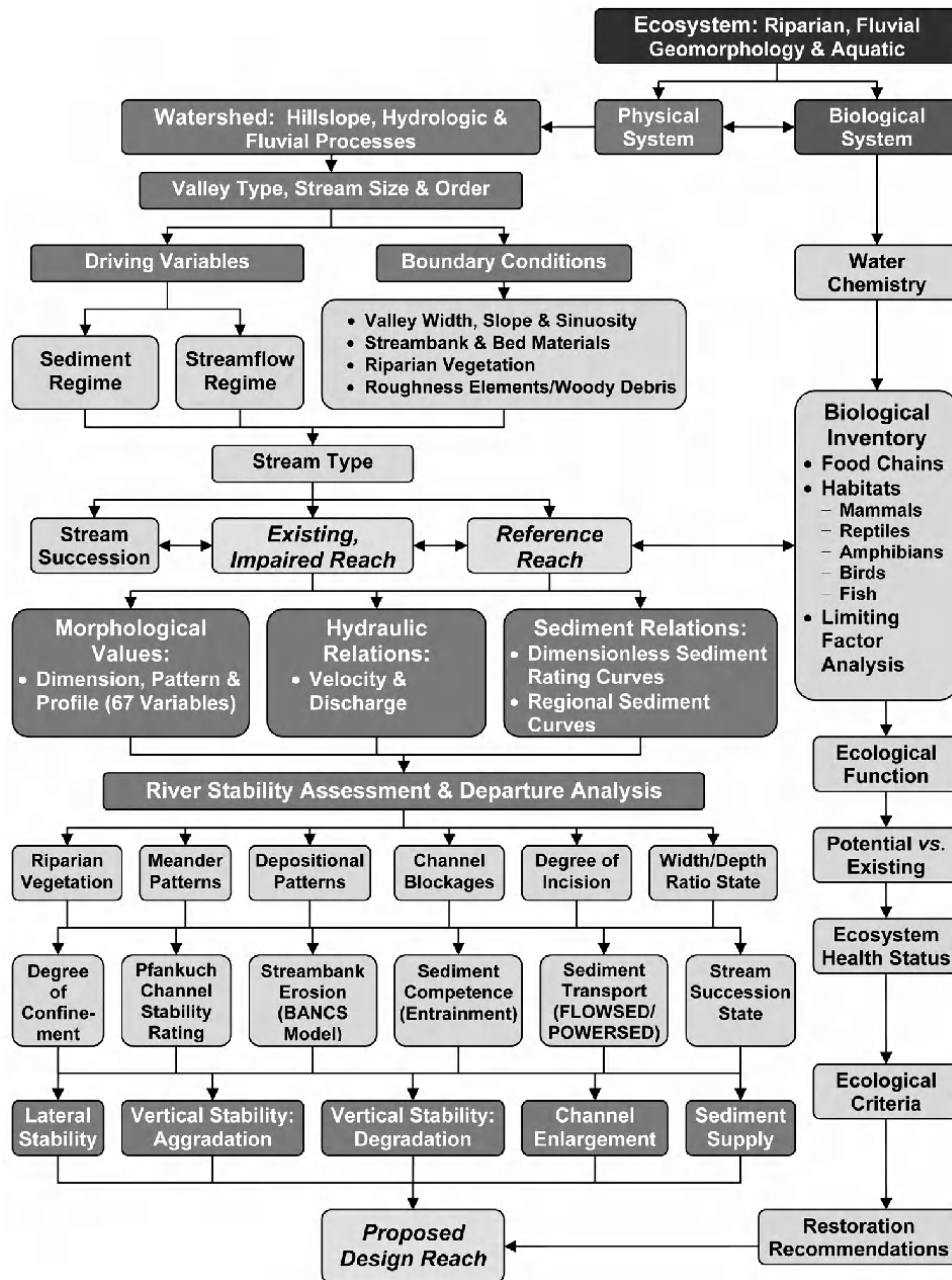 Ecosystem: Riparian, Fluvial
Geomorphology & Aquatic
Watershed: Hillslope, Hydrologic &
Fluvial Processes
Physical
System
Biological
System
Valley Type, Stream Size & Order
Driving Variables
Boundary Conditions
Water
Chemistry
Sediment
Regime
Streamflow
Regime
• Valley Width, Slope & Sinuosity
• Streambank & Bed Materials
• Riparian Vegetation
• Roughness Elements/Woody Debris
Biological
Inventory
• Food Chains
• Habitats
– Mammals
– Reptiles
– Amphibians
– Birds
– Fish
• Limiting
Factor
Analysis
Stream Type
Stream
Succession
Existing,
Impaired Reach
Reference
Reach
Morphological
Values:
• Dimension, Pattern &
Profile (67 Variables)
Hydraulic
Relations:
• Velocity &
Discharge
Sediment Relations:
• Dimensionless Sediment
Rating Curves
• Regional Sediment
Curves
Ecological
Function
River Stability Assessment & Departure Analysis
Riparian
Vegetation
Meander
Patterns
Depositional
Patterns
Channel
Blockages
Degree of
Incision
Width/Depth
Ratio State
Potential vs.
Existing
Degree
of
Confine-
ment
Pfankuch
Channel
Stability
Rating
Streambank
Erosion
(BANCS
Model)
Sediment
Competence
(Entrainment)
Sediment
Transport
(FLOWSED/
POWERSED)
Stream
Succession
State
Ecosystem
Health Status
Ecological
Criteria
Lateral
Stability
Vertical Stability:
Aggradation
Vertical Stability:
Degradation
Channel
Enlargement
Sediment
Supply
Proposed
Design Reach
Restoration
Recommendations